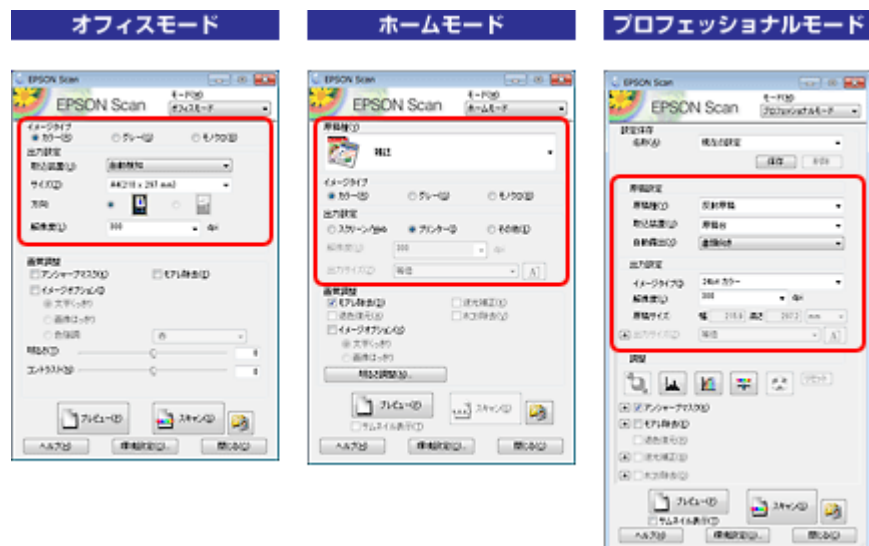 オフィスモード
EPSON Scan
モード(M)
EPSON Scan
オフィスモード
イメージタイプ
カラー(B)
グレー(G)
モノクロ(B)
出力設定
取込装置(U)
自動検知
サイズ(Z)
A4(210 x 297 mm)
方向
解像度(L)
300
dpi
画質調整
アンシャープマスク(U)
モアレ除去(D)
イメージオプション(O)
文字くっきり
画像はっきり
色強調
赤
明るさ(T)
0
コントラスト(N)
0
プレビュー(P)
スキャン(S)
ヘルプ(H)
環境設定(O)...
閉じる(C)
ホームモード
EPSON Scan
モード(M)
EPSON Scan
ホームモード
原稿種(Y)
雑誌
イメージタイプ
カラー(B)
グレー(G)
モノクロ(B)
出力設定
スクリーン/Web
プリンター(I)
その他(E)
解像度(L)
300
dpi
出力サイズ(Z)
等倍
画質調整
モアレ除去(D)
逆光補正(X)
退色復元(R)
ホコリ除去(V)
イメージオプション(O)
文字くっきり
画像はっきり
明るさ調整(B)...
プレビュー(P)
スキャン(S)
サムネイル表示(T)
ヘルプ(H)
環境設定(O)...
閉じる(C)
プロフェッショナルモード
EPSON Scan
モード(M)
EPSON Scan
プロフェッショナルモード
設定保存
名称(A)
現在の設定
保存
削除
原稿設定
原稿種(Y)
反射原稿
取込装置(U)
原稿台
自動露出(X)
書類向き
出力設定
イメージタイプ(G)
24bit カラー
解像度(L)
300
dpi
原稿サイズ
幅
215.9
高さ
297.2
mm
出力サイズ(Z)
等倍
調整
リセット
アンシャープマスク(U)
モアレ除去(D)
退色復元(R)
逆光補正(X)
ホコリ除去(V)
プレビュー(P)
スキャン(S)
サムネイル表示(T)
ヘルプ(H)
環境設定(O)...
閉じる(C)